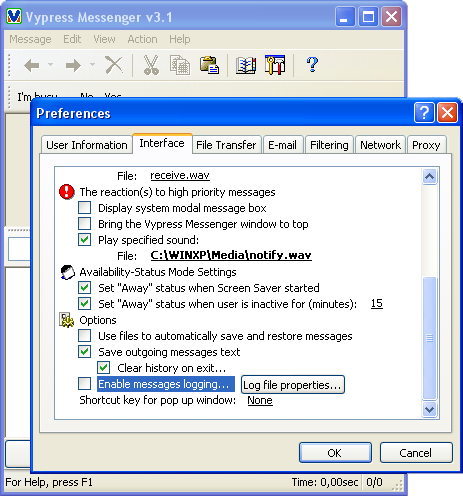 Vypress Messenger v3.1
Message Edit View Action Help
I'm busy No Yes
Preferences
User Information Interface File Transfer E-mail Filtering Network Proxy
File: receive.wav
The reaction(s) to high priority messages
Display system modal message box
Bring the Vypress Messenger window to top
Play specified sound:
File: C:\WINXP\Media\notify.wav
Availability-Status Mode Settings
Set "Away" status when Screen Saver started
Set "Away" status when user is inactive for (minutes): 15
Options
Use files to automatically save and restore messages
Save outgoing messages text
Clear history on exit...
Enable messages logging... Log file properties...
Shortcut key for pop up window: None
OK Cancel
For Help, press F1 Time: 0,00sec 0/0